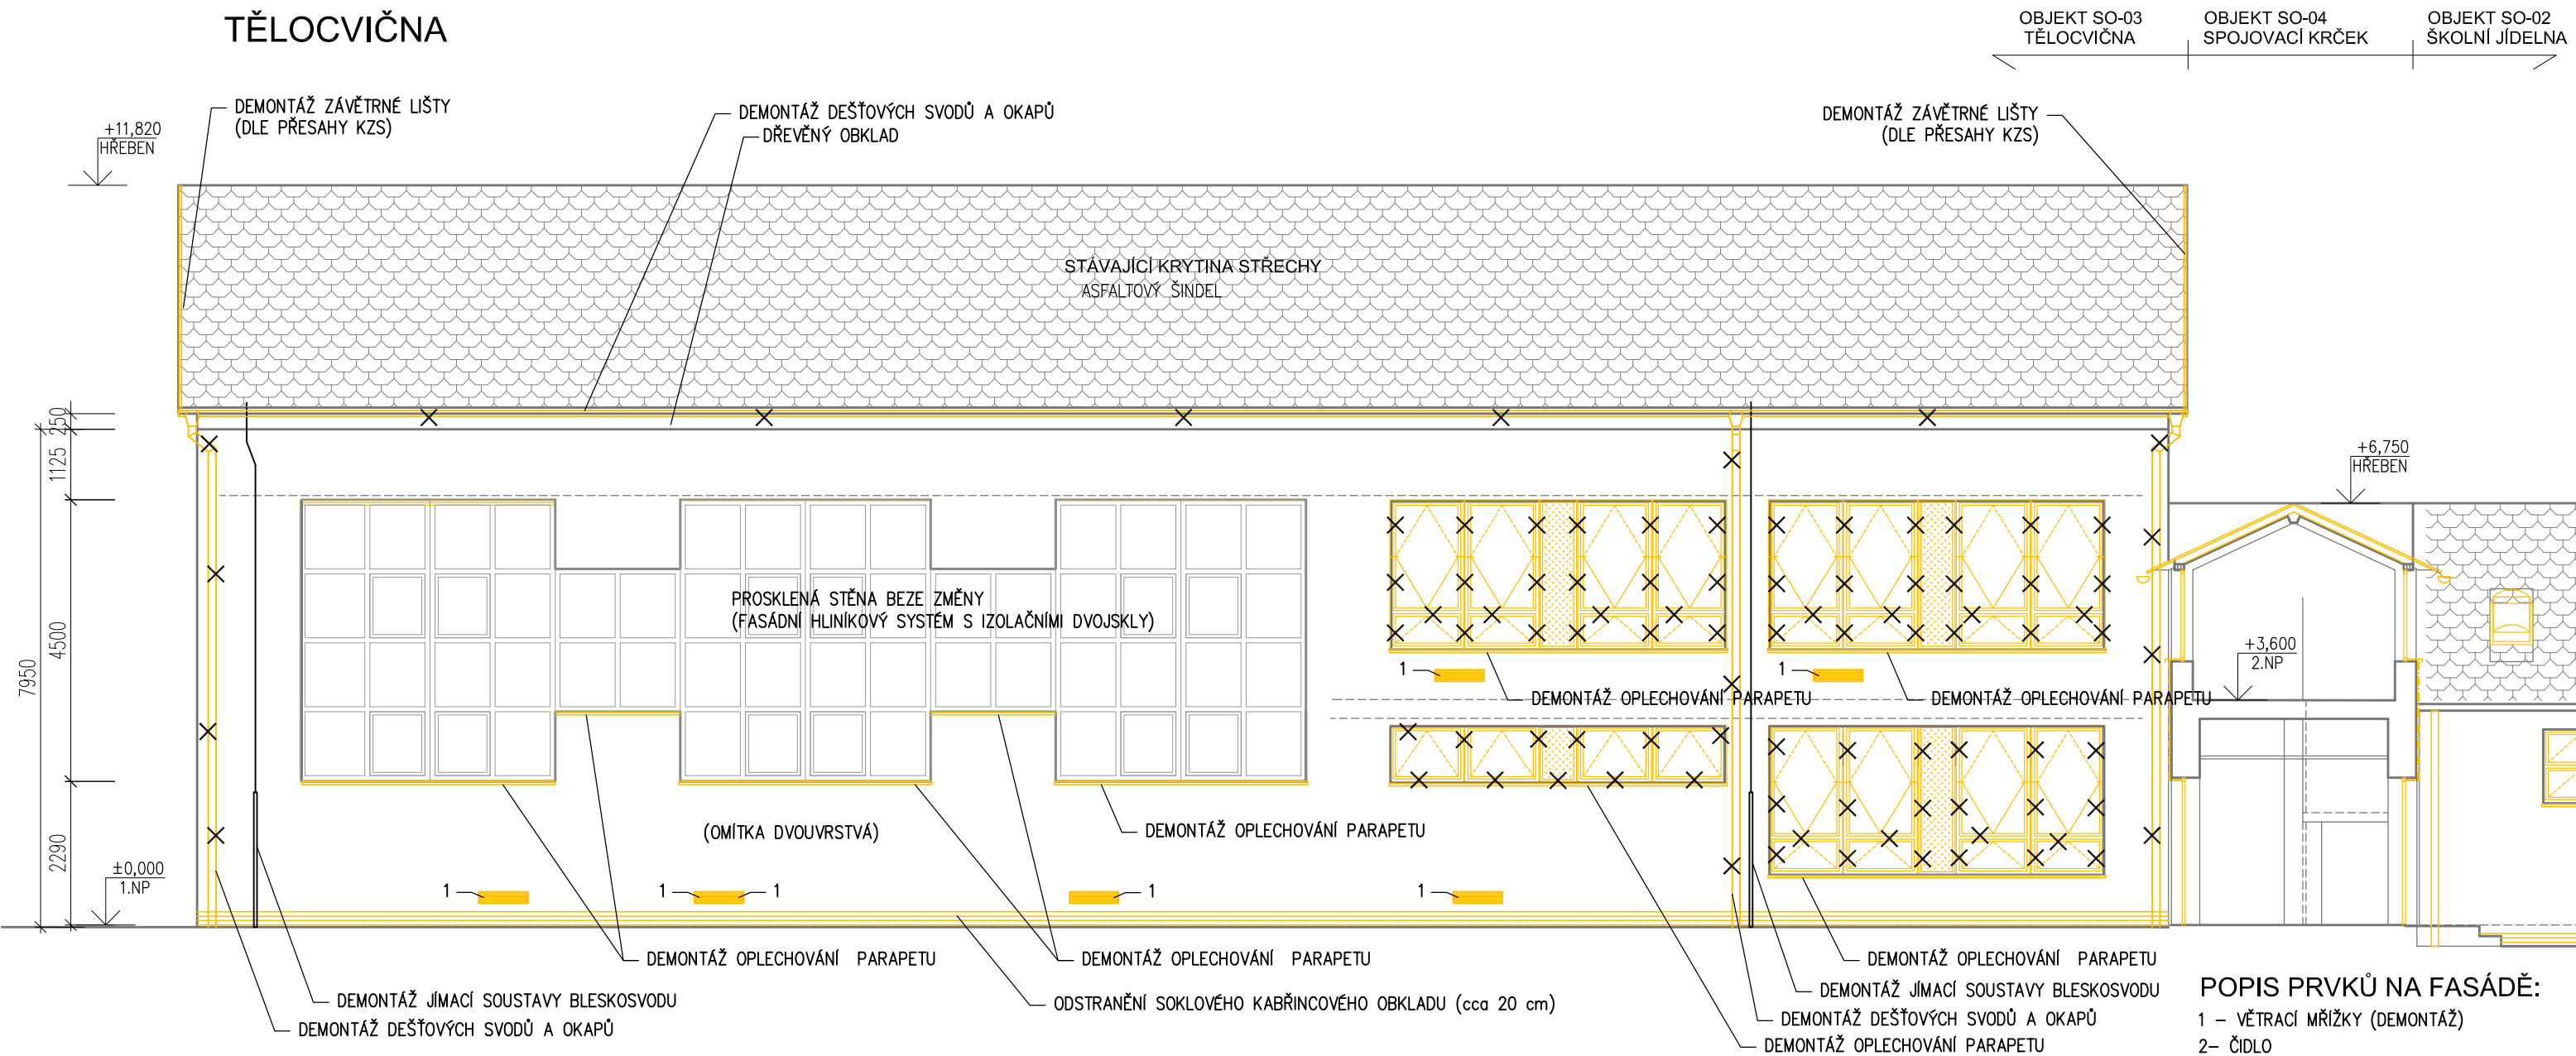 TĚLOCVIČNA
OBJEKT SO-03
TĚLOCVIČNA
OBJEKT SO-04
SPOJOVACÍ KRČEK
OBJEKT SO-02
ŠKOLNÍ JÍDELNA
DEMONTÁŽ ZÁVĚTRNÉ LIŠTY
(DLE PŘESAHY KZS)
DEMONTÁŽ DEŠŤOVÝCH SVODŮ A OKAPŮ
DŘEVĚNÝ OBKLAD
DEMONTÁŽ ZÁVĚTRNÉ LIŠTY
(DLE PŘESAHY KZS)
+11,820
HŘEBEN
STÁVAJÍCÍ KRYTINA STŘECHY
ASFALTOVÝ ŠINDEL
250
1125
4500
7950
2290
+6,750
HŘEBEN
PROSKLENÁ STĚNA BEZE ZMĚNY
(FASÁDNÍ HLINÍKOVÝ SYSTÉM S IZOLAČNÍMI DVOJSKLY)
+3,600
2.NP
1
1
DEMONTÁŽ OPLECHOVÁNÍ PARAPETU
DEMONTÁŽ OPLECHOVÁNÍ PARAPETU
(OMÍTKA DVOUVRSTVÁ)
DEMONTÁŽ OPLECHOVÁNÍ PARAPETU
±0,000
1.NP
1
1
1
1
1
DEMONTÁŽ OPLECHOVÁNÍ PARAPETU
DEMONTÁŽ OPLECHOVÁNÍ PARAPETU
DEMONTÁŽ OPLECHOVÁNÍ PARAPETU
DEMONTÁŽ JÍMACÍ SOUSTAVY BLESKOSVODU
ODSTRANĚNÍ SOKLOVÉHO KABŘINCOVÉHO OBKLADU (cca 20 cm)
DEMONTÁŽ JÍMACÍ SOUSTAVY BLESKOSVODU
DEMONTÁŽ DEŠŤOVÝCH SVODŮ A OKAPŮ
DEMONTÁŽ DEŠŤOVÝCH SVODŮ A OKAPŮ
DEMONTÁŽ OPLECHOVÁNÍ PARAPETU
POPIS PRVKŮ NA FASÁDĚ:
1 – VĚTRACÍ MŘÍŽKY (DEMONTÁŽ)
2– ČIDLO